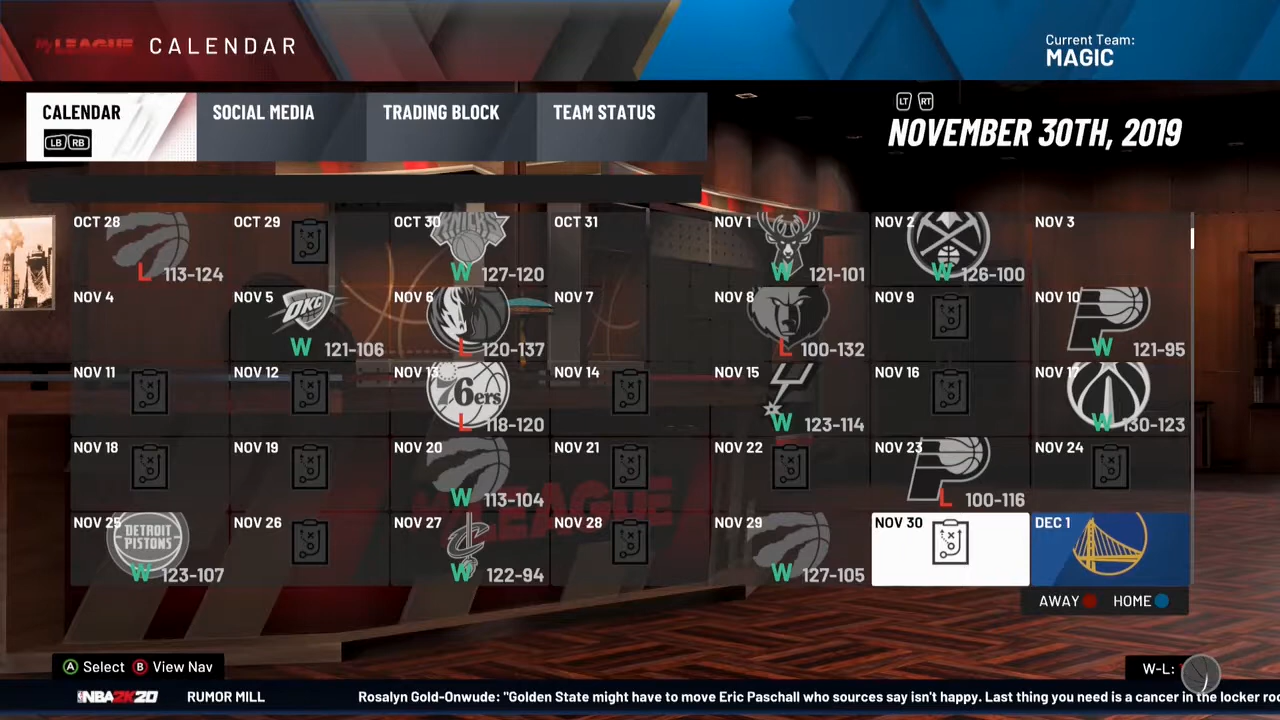 MyLEAGUE CALENDAR
Current Team:
MAGIC
CALENDAR SOCIAL MEDIA TRADING BLOCK TEAM STATUS
LB RB
LT RT
NOVEMBER 30TH, 2019
OCT 28 OCT 29 OCT 30 OCT 31 NOV 1 NOV 2 NOV 3
KNICKS
L 113-124 W 127-120 W 121-101 W 126-100
NOV 4 NOV 5 NOV 6 NOV 7 NOV 8 NOV 9 NOV 10
OKC
W 121-106 L 120-137 L 100-132 W 121-95
NOV 11 NOV 12 NOV 13 NOV 14 NOV 15 NOV 16 NOV 17
76ers
L 118-120 W 123-114 W 130-123
NOV 18 NOV 19 NOV 20 NOV 21 NOV 22 NOV 23 NOV 24
W 113-104 L 100-116
NOV 25 NOV 26 NOV 27 NOV 28 NOV 29 NOV 30 DEC 1
DETROIT
PISTONS
W 123-107 W 122-94 W 127-105
AWAY HOME
A Select B View Nav
W-L:
NBA2K20 RUMOR MILL Rosalyn Gold-Onwude: "Golden State might have to move Eric Paschall who sources say isn't happy. Last thing you need is a cancer in the locker